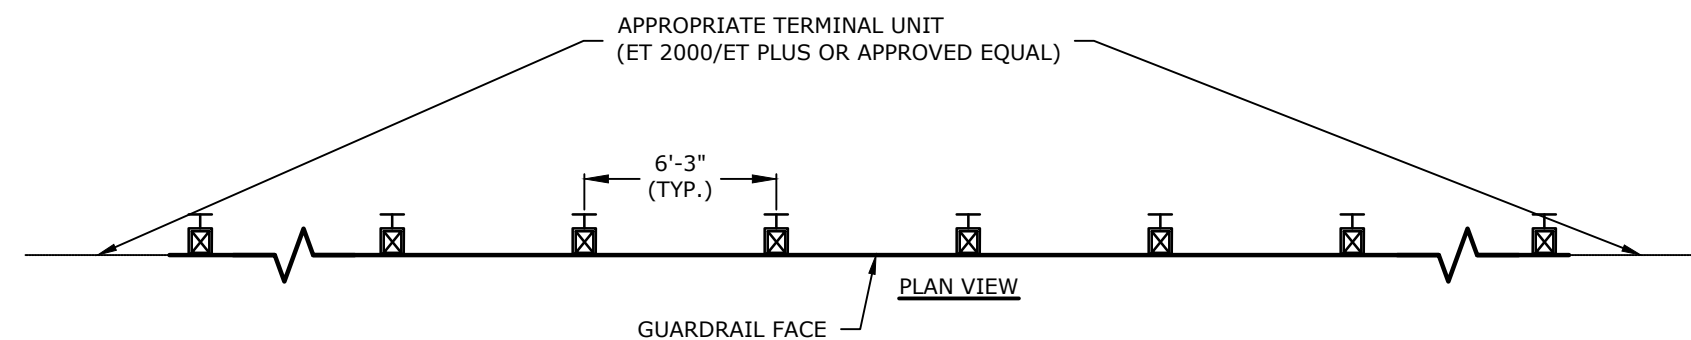 APPROPRIATE TERMINAL UNIT
(ET 2000/ET PLUS OR APPROVED EQUAL)
6'-3"
(TYP.)
PLAN VIEW
GUARDRAIL FACE